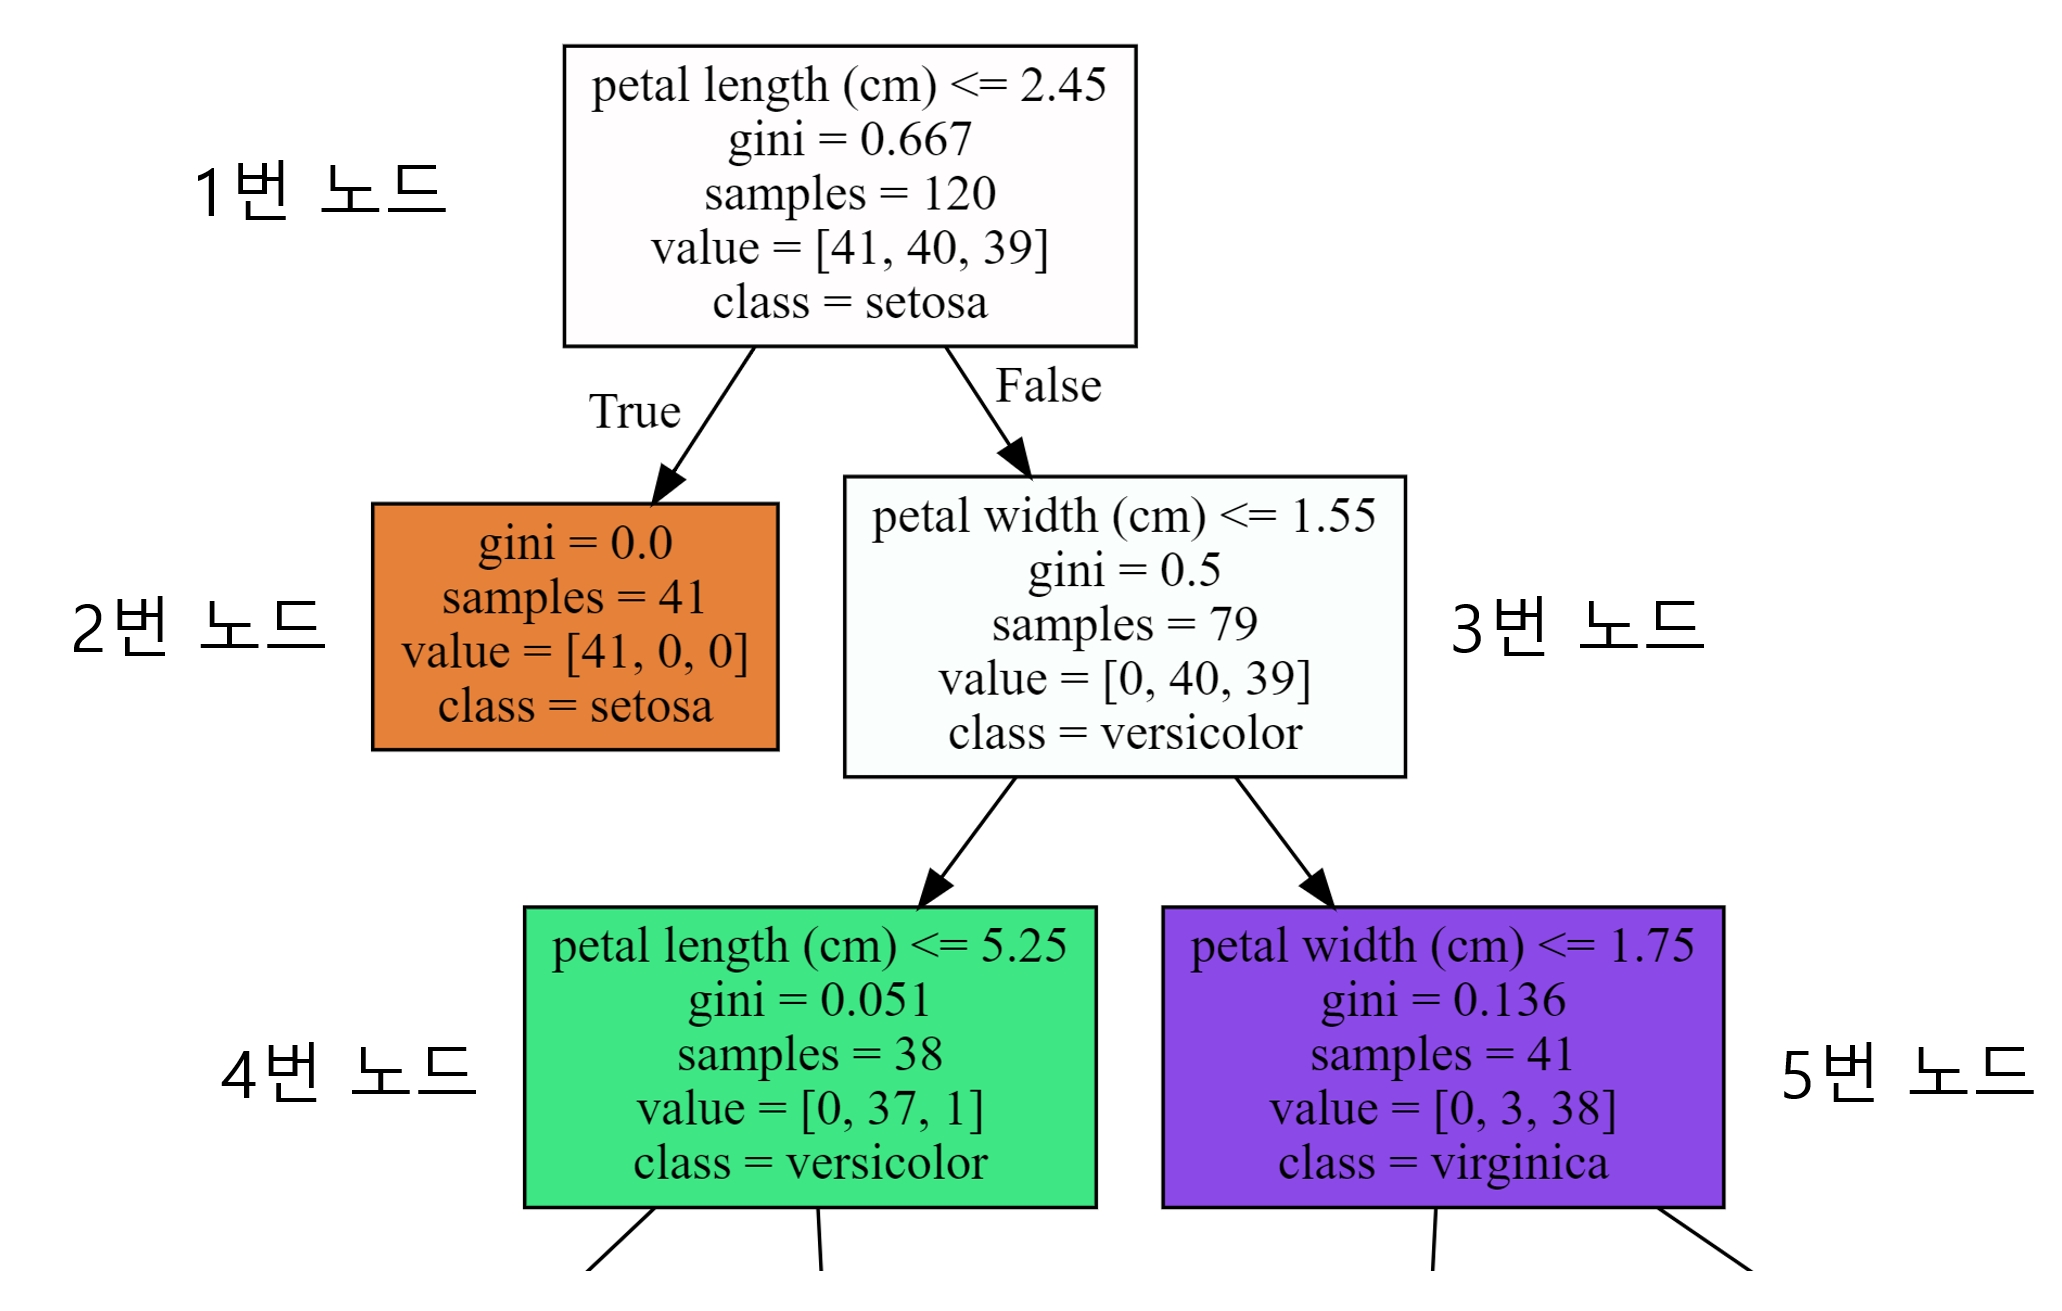 petal length (cm) <= 2.45
gini = 0.667
samples = 120
value = [41, 40, 39]
class = setosa
1번 노드
True
False
gini = 0.0
samples = 41
value = [41, 0, 0]
class = setosa
2번 노드
petal width (cm) <= 1.55
gini = 0.5
samples = 79
value = [0, 40, 39]
class = versicolor
3번 노드
petal length (cm) <= 5.25
gini = 0.051
samples = 38
value = [0, 37, 1]
class = versicolor
4번 노드
petal width (cm) <= 1.75
gini = 0.136
samples = 41
value = [0, 3, 38]
class = virginica
5번 노드